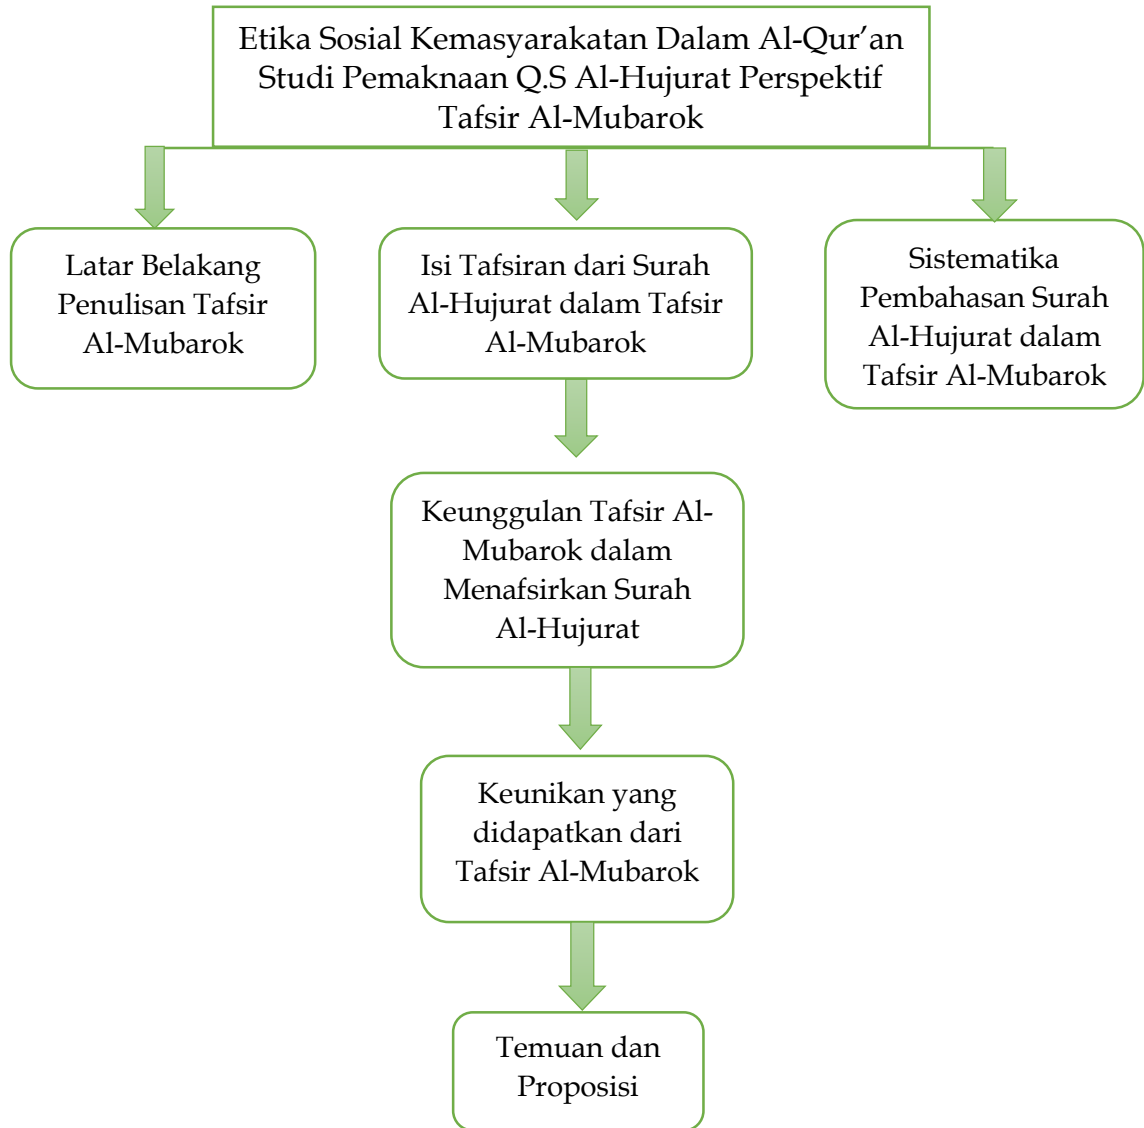 Etika Sosial Kemasyarakatan Dalam Al-Qur’an
Studi Pemaknaan Q.S Al-Hujurat Perspektif
Tafsir Al-Mubarok
Latar Belakang
Penulisan Tafsir
Al-Mubarok
Isi Tafsiran dari Surah
Al-Hujurat dalam Tafsir
Al-Mubarok
Sistematika
Pembahasan Surah
Al-Hujurat dalam
Tafsir Al-Mubarok
Keunggulan Tafsir Al-
Mubarok dalam
Menafsirkan Surah
Al-Hujurat
Keunikan yang
didapatkan dari
Tafsir Al-Mubarok
Temuan dan
Proposisi